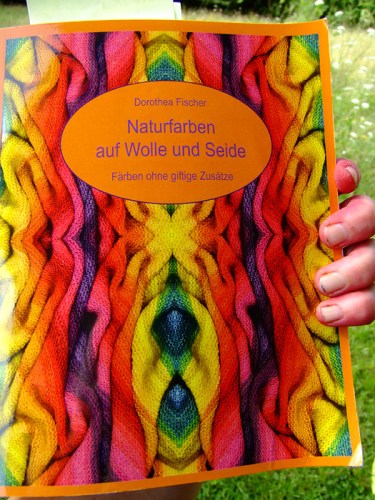 Dorothea Fischer
Naturfarben
auf Wolle und Seide
Färben ohne giftige Zusätze